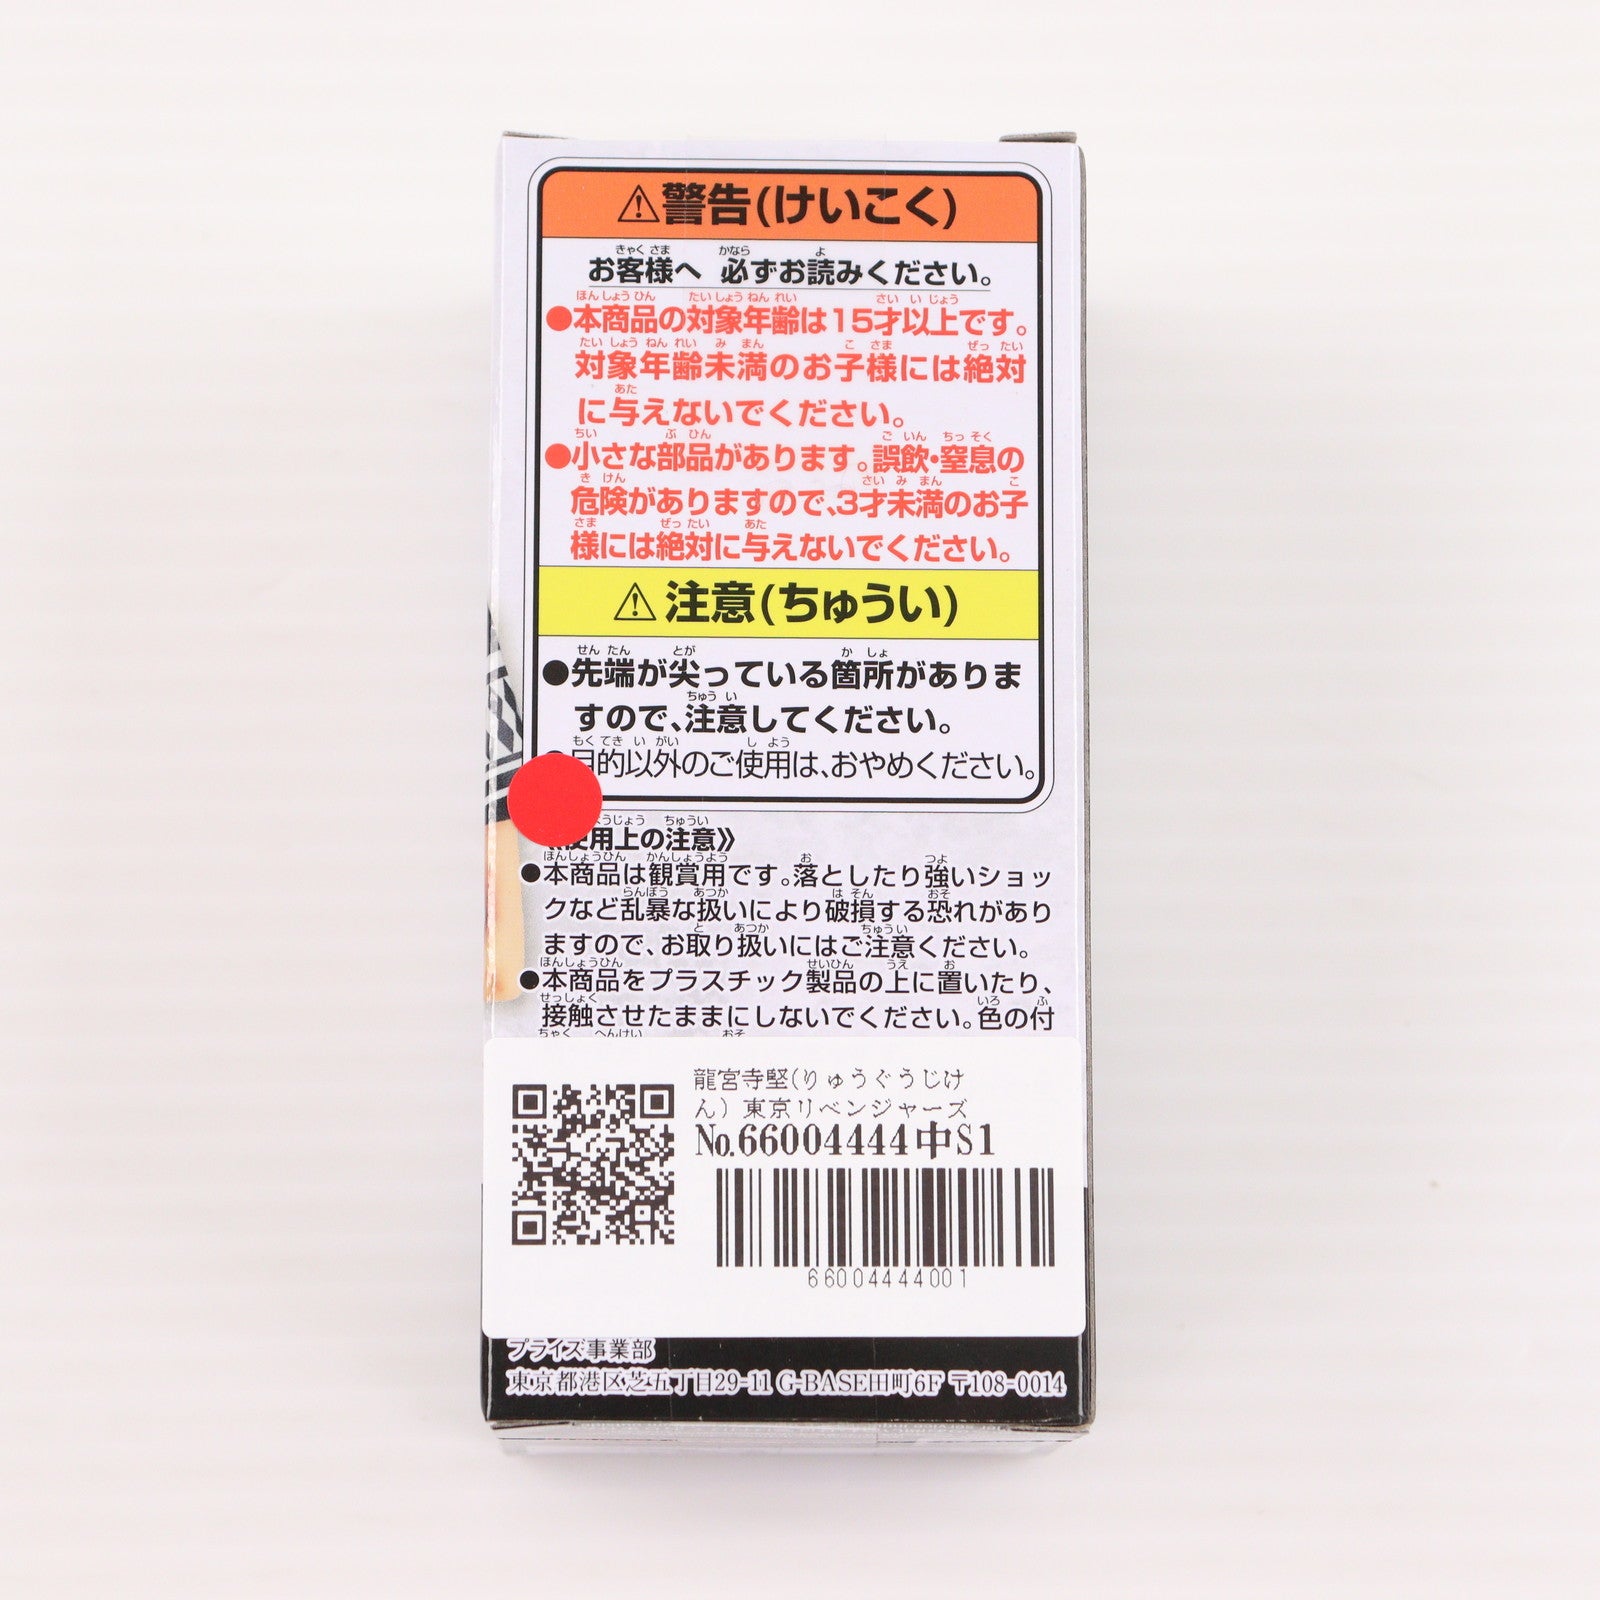 ⚠警告(けいこく)
お客様へ 必ずお読みください。
●本商品の対象年齢は15才以上です。
対象年齢未満のお子様には絶対
に与えないでください。
●小さな部品があります。誤飲・窒息の
危険がありますので、3才未満のお子
様には絶対に与えないでください。
⚠注意(ちゅうい)
●先端が尖っている箇所がありま
すので、注意してください。
目的以外のご使用は、おやめください。
使用上の注意》
●本商品は観賞用です。落としたり強いショッ
クなど乱暴な扱いにより破損する恐れがあり
ますので、お取り扱いにはご注意ください。
●本商品をプラスチック製品の上に置いたり、
接触させたままにしないでください。色の付
龍宮寺堅(りゅうぐうじけ
ん) 東京リベンジャーズ
No.66004444中S1
66004444001
プライズ事業部
東京都港区芝五丁目29-11 G-BASE田町6F 〒108-0014